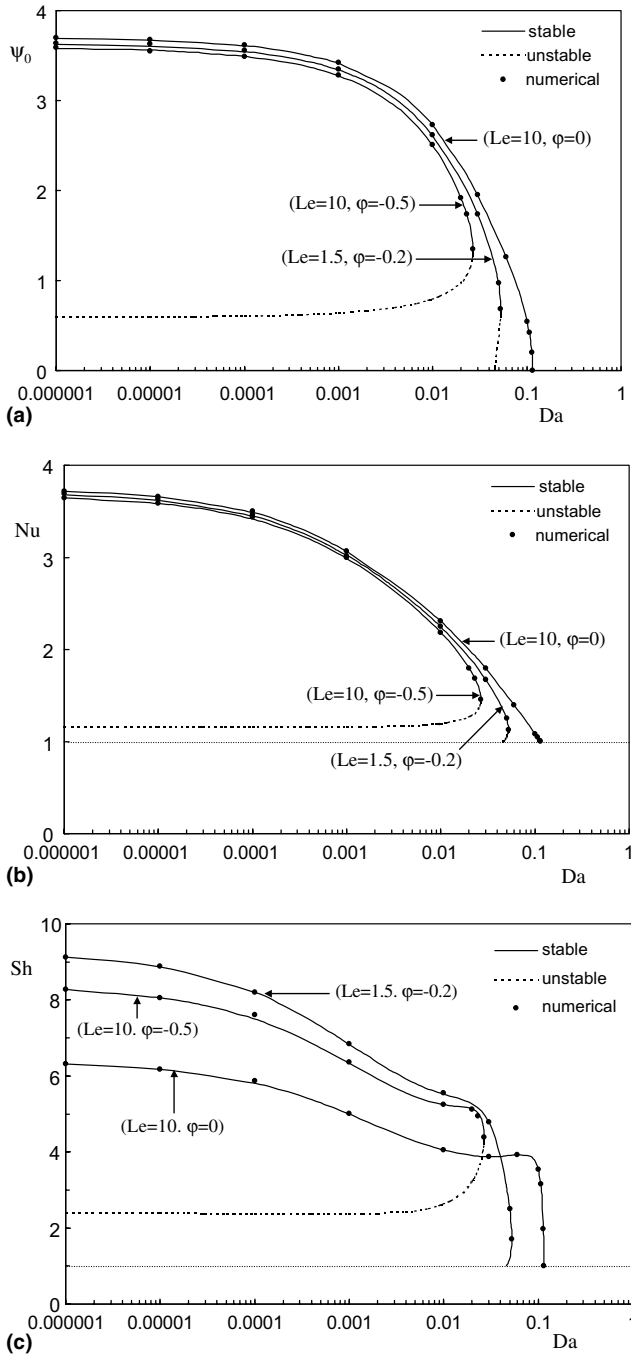 4
ψ0
3
2
1
0
stable
unstable
numerical
(Le=10, φ=0)
(Le=10, φ=-0.5)
(Le=1.5, φ=-0.2)
0.000001 0.00001 0.0001 0.001 0.01 0.1 1
(a)
Da
4
Nu
3
2
1
0
stable
unstable
numerical
(Le=10, φ=0)
(Le=10, φ=-0.5)
(Le=1.5, φ=-0.2)
0.000001 0.00001 0.0001 0.001 0.01 0.1 1
(b)
Da
10
Sh
8
6
4
2
0
stable
unstable
numerical
(Le=1.5. φ=-0.2)
(Le=10. φ=-0.5)
(Le=10. φ=0)
0.000001 0.00001 0.0001 0.001 0.01 0.1 1
(c)
Da